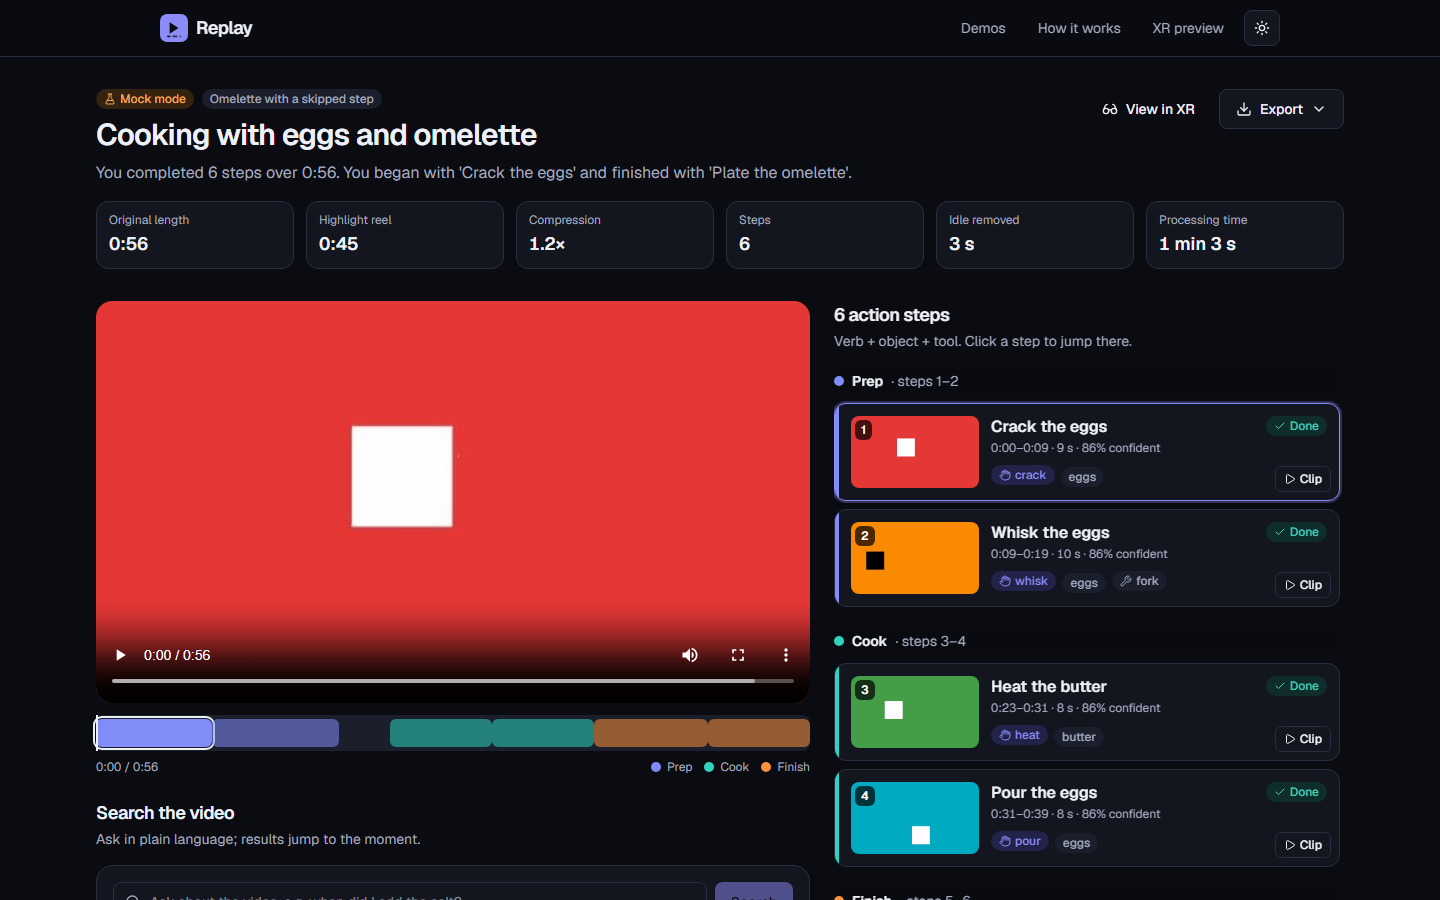 Replay
Demos
How it works
XR preview
Mock mode
Omelette with a skipped step
Cooking with eggs and omelette
You completed 6 steps over 0:56. You began with 'Crack the eggs' and finished with 'Plate the omelette'.
View in XR
Export
Original length
0:56
Highlight reel
0:45
Compression
1.2×
Steps
6
Idle removed
3 s
Processing time
1 min 3 s
0:00 / 0:56
0:00 / 0:56
Prep
Cook
Finish
Search the video
Ask in plain language; results jump to the moment.
6 action steps
Verb + object + tool. Click a step to jump there.
Prep · steps 1–2
1
Crack the eggs
Done
0:00–0:09 · 9 s · 86% confident
crack
eggs
Clip
2
Whisk the eggs
Done
0:09–0:19 · 10 s · 86% confident
whisk
eggs
fork
Clip
Cook · steps 3–4
3
Heat the butter
Done
0:23–0:31 · 8 s · 86% confident
heat
butter
Clip
4
Pour the eggs
Done
0:31–0:39 · 8 s · 86% confident
pour
eggs
Clip